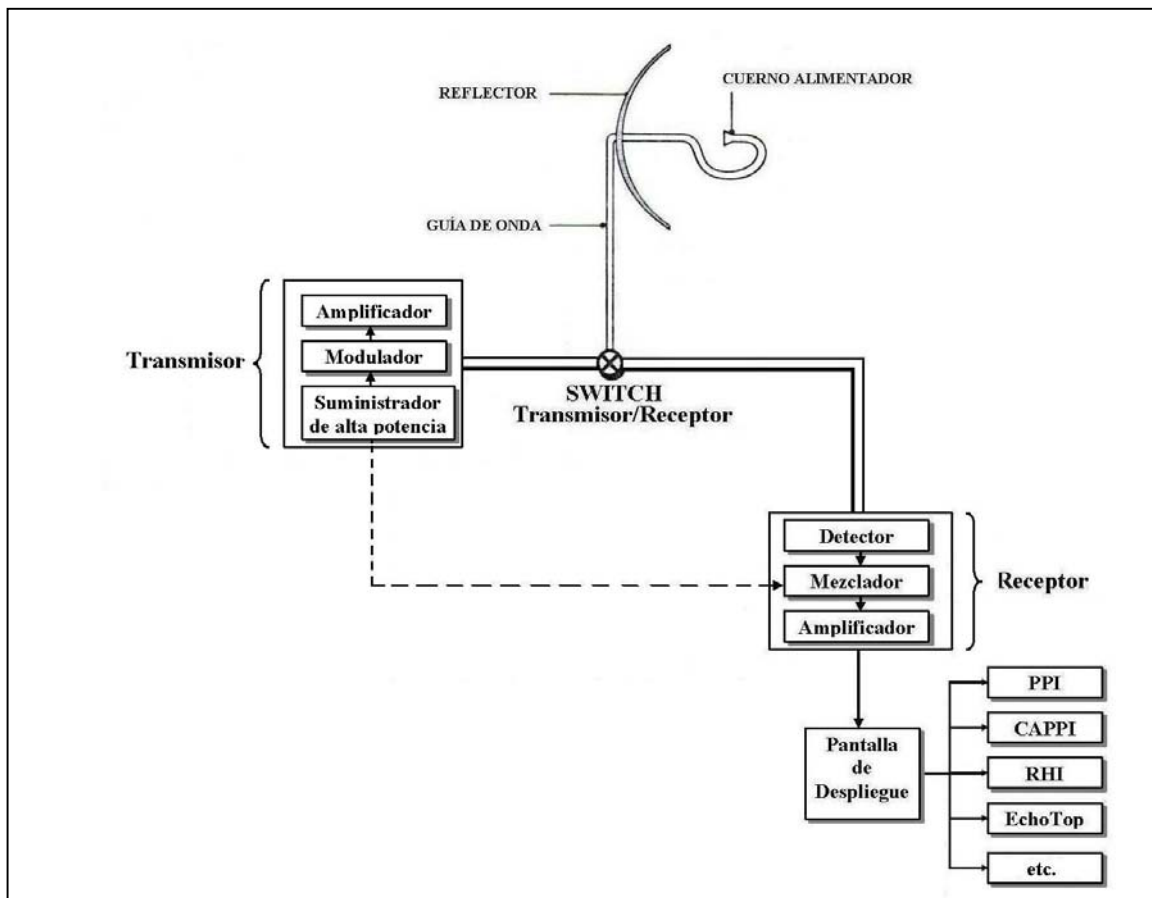 CUERNO ALIMENTADOR
REFLECTOR
GUÍA DE ONDA
Transmisor
Amplificador
Modulador
Suministrador
de alta potencia
SWITCH
Transmisor/Receptor
Detector
Mezclador
Amplificador
Receptor
Pantalla
de
Despliegue
PPI
CAPPI
RHI
EchoTop
etc.